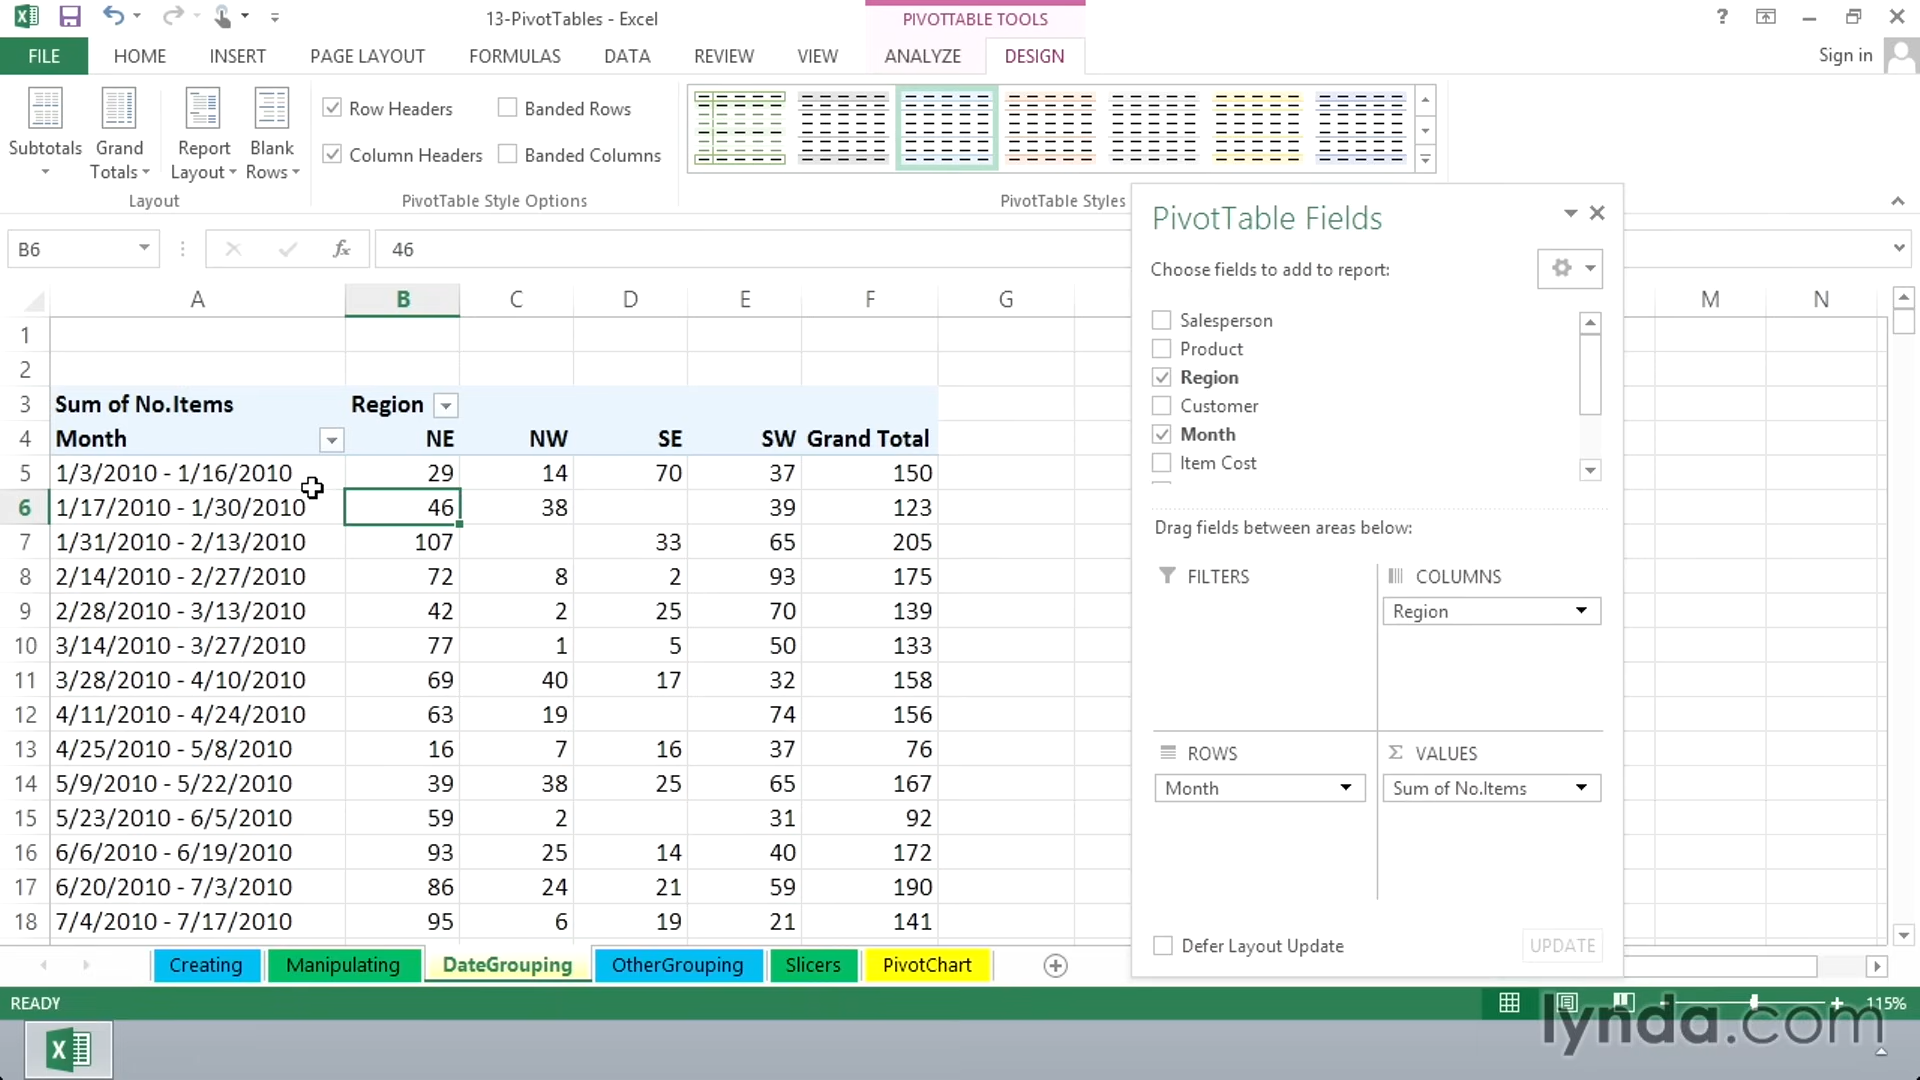 13-PivotTables - Excel
PIVOTTABLE TOOLS
?
FILE HOME INSERT PAGE LAYOUT FORMULAS DATA REVIEW VIEW ANALYZE DESIGN Sign in
Subtotals Grand Totals Report Layout Blank Rows
Row Headers Banded Rows
Column Headers Banded Columns
Layout PivotTable Style Options PivotTable Styles
B6 fx 46
A B C D E F G M N
1
2
3 Sum of No.Items Region
4 Month NE NW SE SW Grand Total
5 1/3/2010 - 1/16/2010 29 14 70 37 150
6 1/17/2010 - 1/30/2010 46 38 39 123
7 1/31/2010 - 2/13/2010 107 33 65 205
8 2/14/2010 - 2/27/2010 72 8 2 93 175
9 2/28/2010 - 3/13/2010 42 2 25 70 139
10 3/14/2010 - 3/27/2010 77 1 5 50 133
11 3/28/2010 - 4/10/2010 69 40 17 32 158
12 4/11/2010 - 4/24/2010 63 19 74 156
13 4/25/2010 - 5/8/2010 16 7 16 37 76
14 5/9/2010 - 5/22/2010 39 38 25 65 167
15 5/23/2010 - 6/5/2010 59 2 31 92
16 6/6/2010 - 6/19/2010 93 25 14 40 172
17 6/20/2010 - 7/3/2010 86 24 21 59 190
18 7/4/2010 - 7/17/2010 95 6 19 21 141
PivotTable Fields
Choose fields to add to report:
Salesperson
Product
Region
Customer
Month
Item Cost
Drag fields between areas below:
FILTERS
COLUMNS
Region
ROWS
Month
Σ VALUES
Sum of No.Items
Defer Layout Update UPDATE
Creating Manipulating DateGrouping OtherGrouping Slicers PivotChart
READY 115%
lynda.com